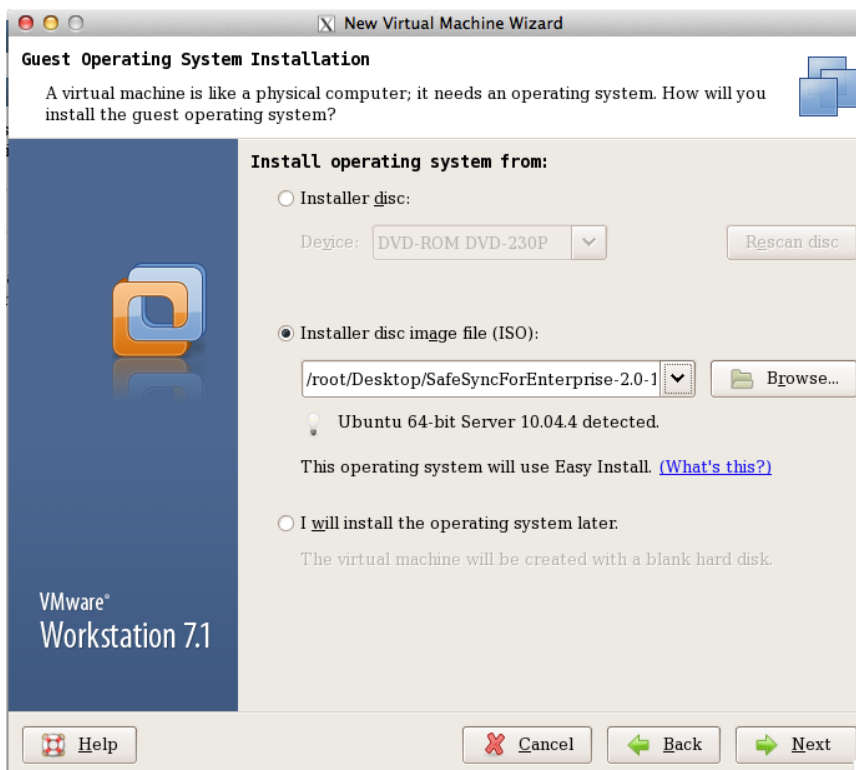 New Virtual Machine Wizard
Guest Operating System Installation
A virtual machine is like a physical computer; it needs an operating system. How will you
install the guest operating system?
Install operating system from:
Installer disc:
Device: DVD-ROM DVD-230P Rescan disc
Installer disc image file (ISO):
/root/Desktop/SafeSyncForEnterprise-2.0-1 Browse...
Ubuntu 64-bit Server 10.04.4 detected.
This operating system will use Easy Install. (What's this?)
I will install the operating system later.
The virtual machine will be created with a blank hard disk.
VMware®
Workstation 7.1
Help Cancel Back Next